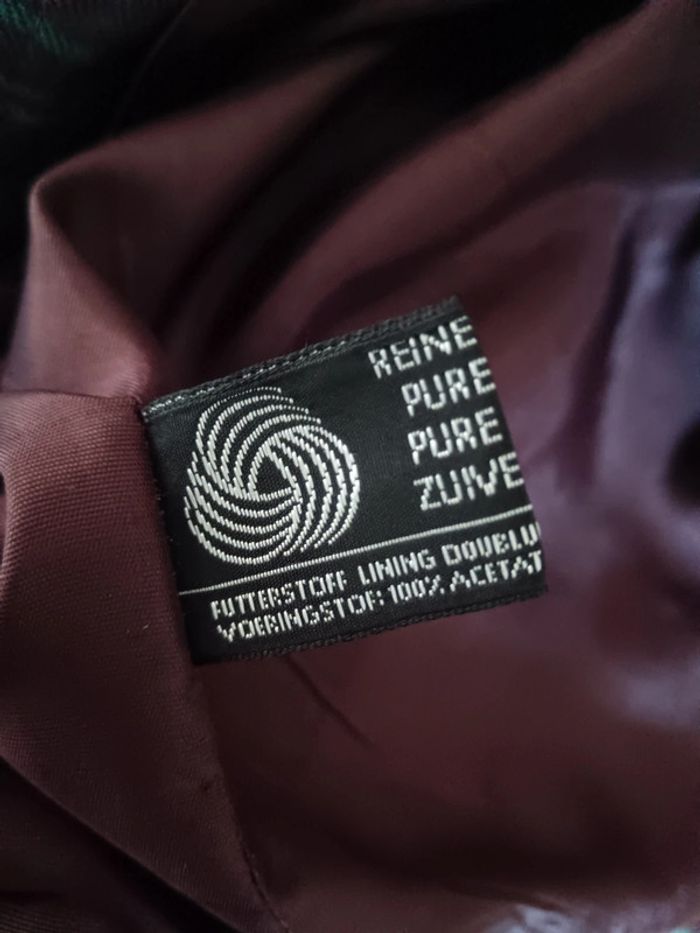 REINE
PURE
PURE
ZUIVE
FUTTERSTOFF LINING DOUBLU
VOERINGSTOF: 100% ACETAT